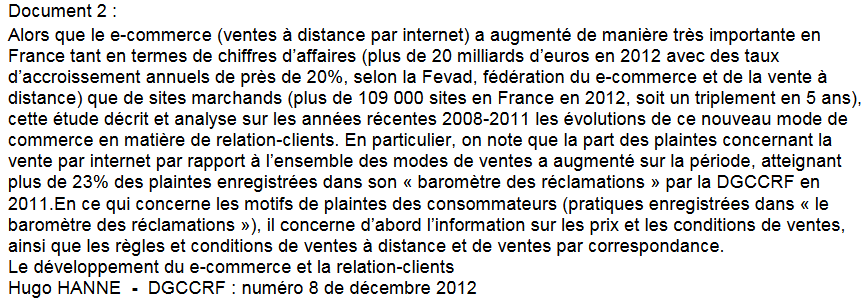 Document 2 :
Alors que le e-commerce (ventes à distance par internet) a augmenté de manière très importante en
France tant en termes de chiffres d’affaires (plus de 20 milliards d’euros en 2012 avec des taux
d’accroissement annuels de près de 20%, selon la Fevad, fédération du e-commerce et de la vente à
distance) que de sites marchands (plus de 109 000 sites en France en 2012, soit un triplement en 5 ans),
cette étude décrit et analyse sur les années récentes 2008-2011 les évolutions de ce nouveau mode de
commerce en matière de relation-clients. En particulier, on note que la part des plaintes concernant la
vente par internet par rapport à l’ensemble des modes de ventes a augmenté sur la période, atteignant
plus de 23% des plaintes enregistrées dans son « baromètre des réclamations » par la DGCCRF en
2011.En ce qui concerne les motifs de plaintes des consommateurs (pratiques enregistrées dans « le
baromètre des réclamations »), il concerne d’abord l’information sur les prix et les conditions de ventes,
ainsi que les règles et conditions de ventes à distance et de ventes par correspondance.
Le développement du e-commerce et la relation-clients
Hugo HANNE - DGCCRF : numéro 8 de décembre 2012